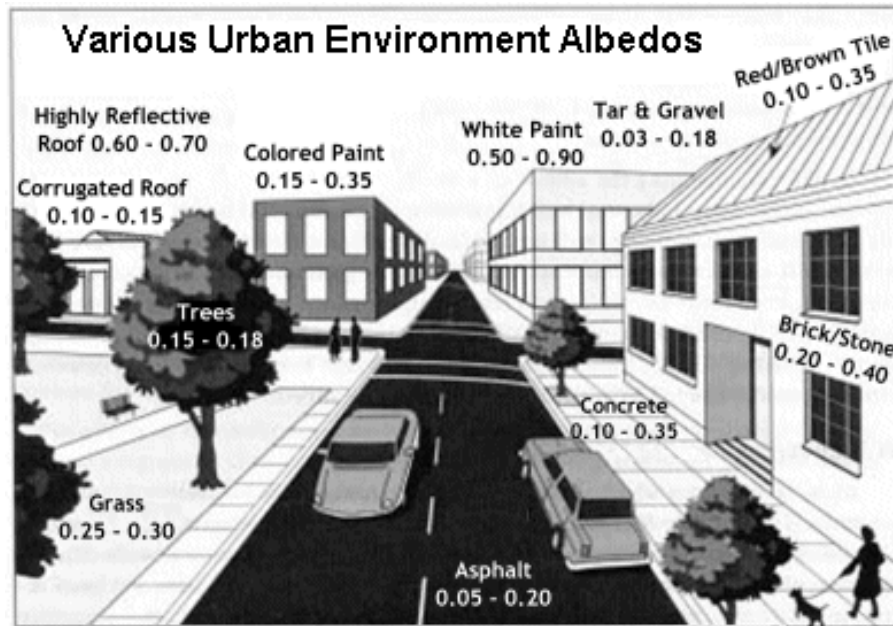 Various Urban Environment Albedos
Highly Reflective
Roof 0.60 - 0.70
Corrugated Roof
0.10 - 0.15
Colored Paint
0.15 - 0.35
White Paint
0.50 - 0.90
Tar & Gravel
0.03 - 0.18
Red/Brown Tile
0.10 - 0.35
Trees
0.15 - 0.18
Brick/Stone
0.20 - 0.40
Concrete
0.10 - 0.35
Grass
0.25 - 0.30
Asphalt
0.05 - 0.20